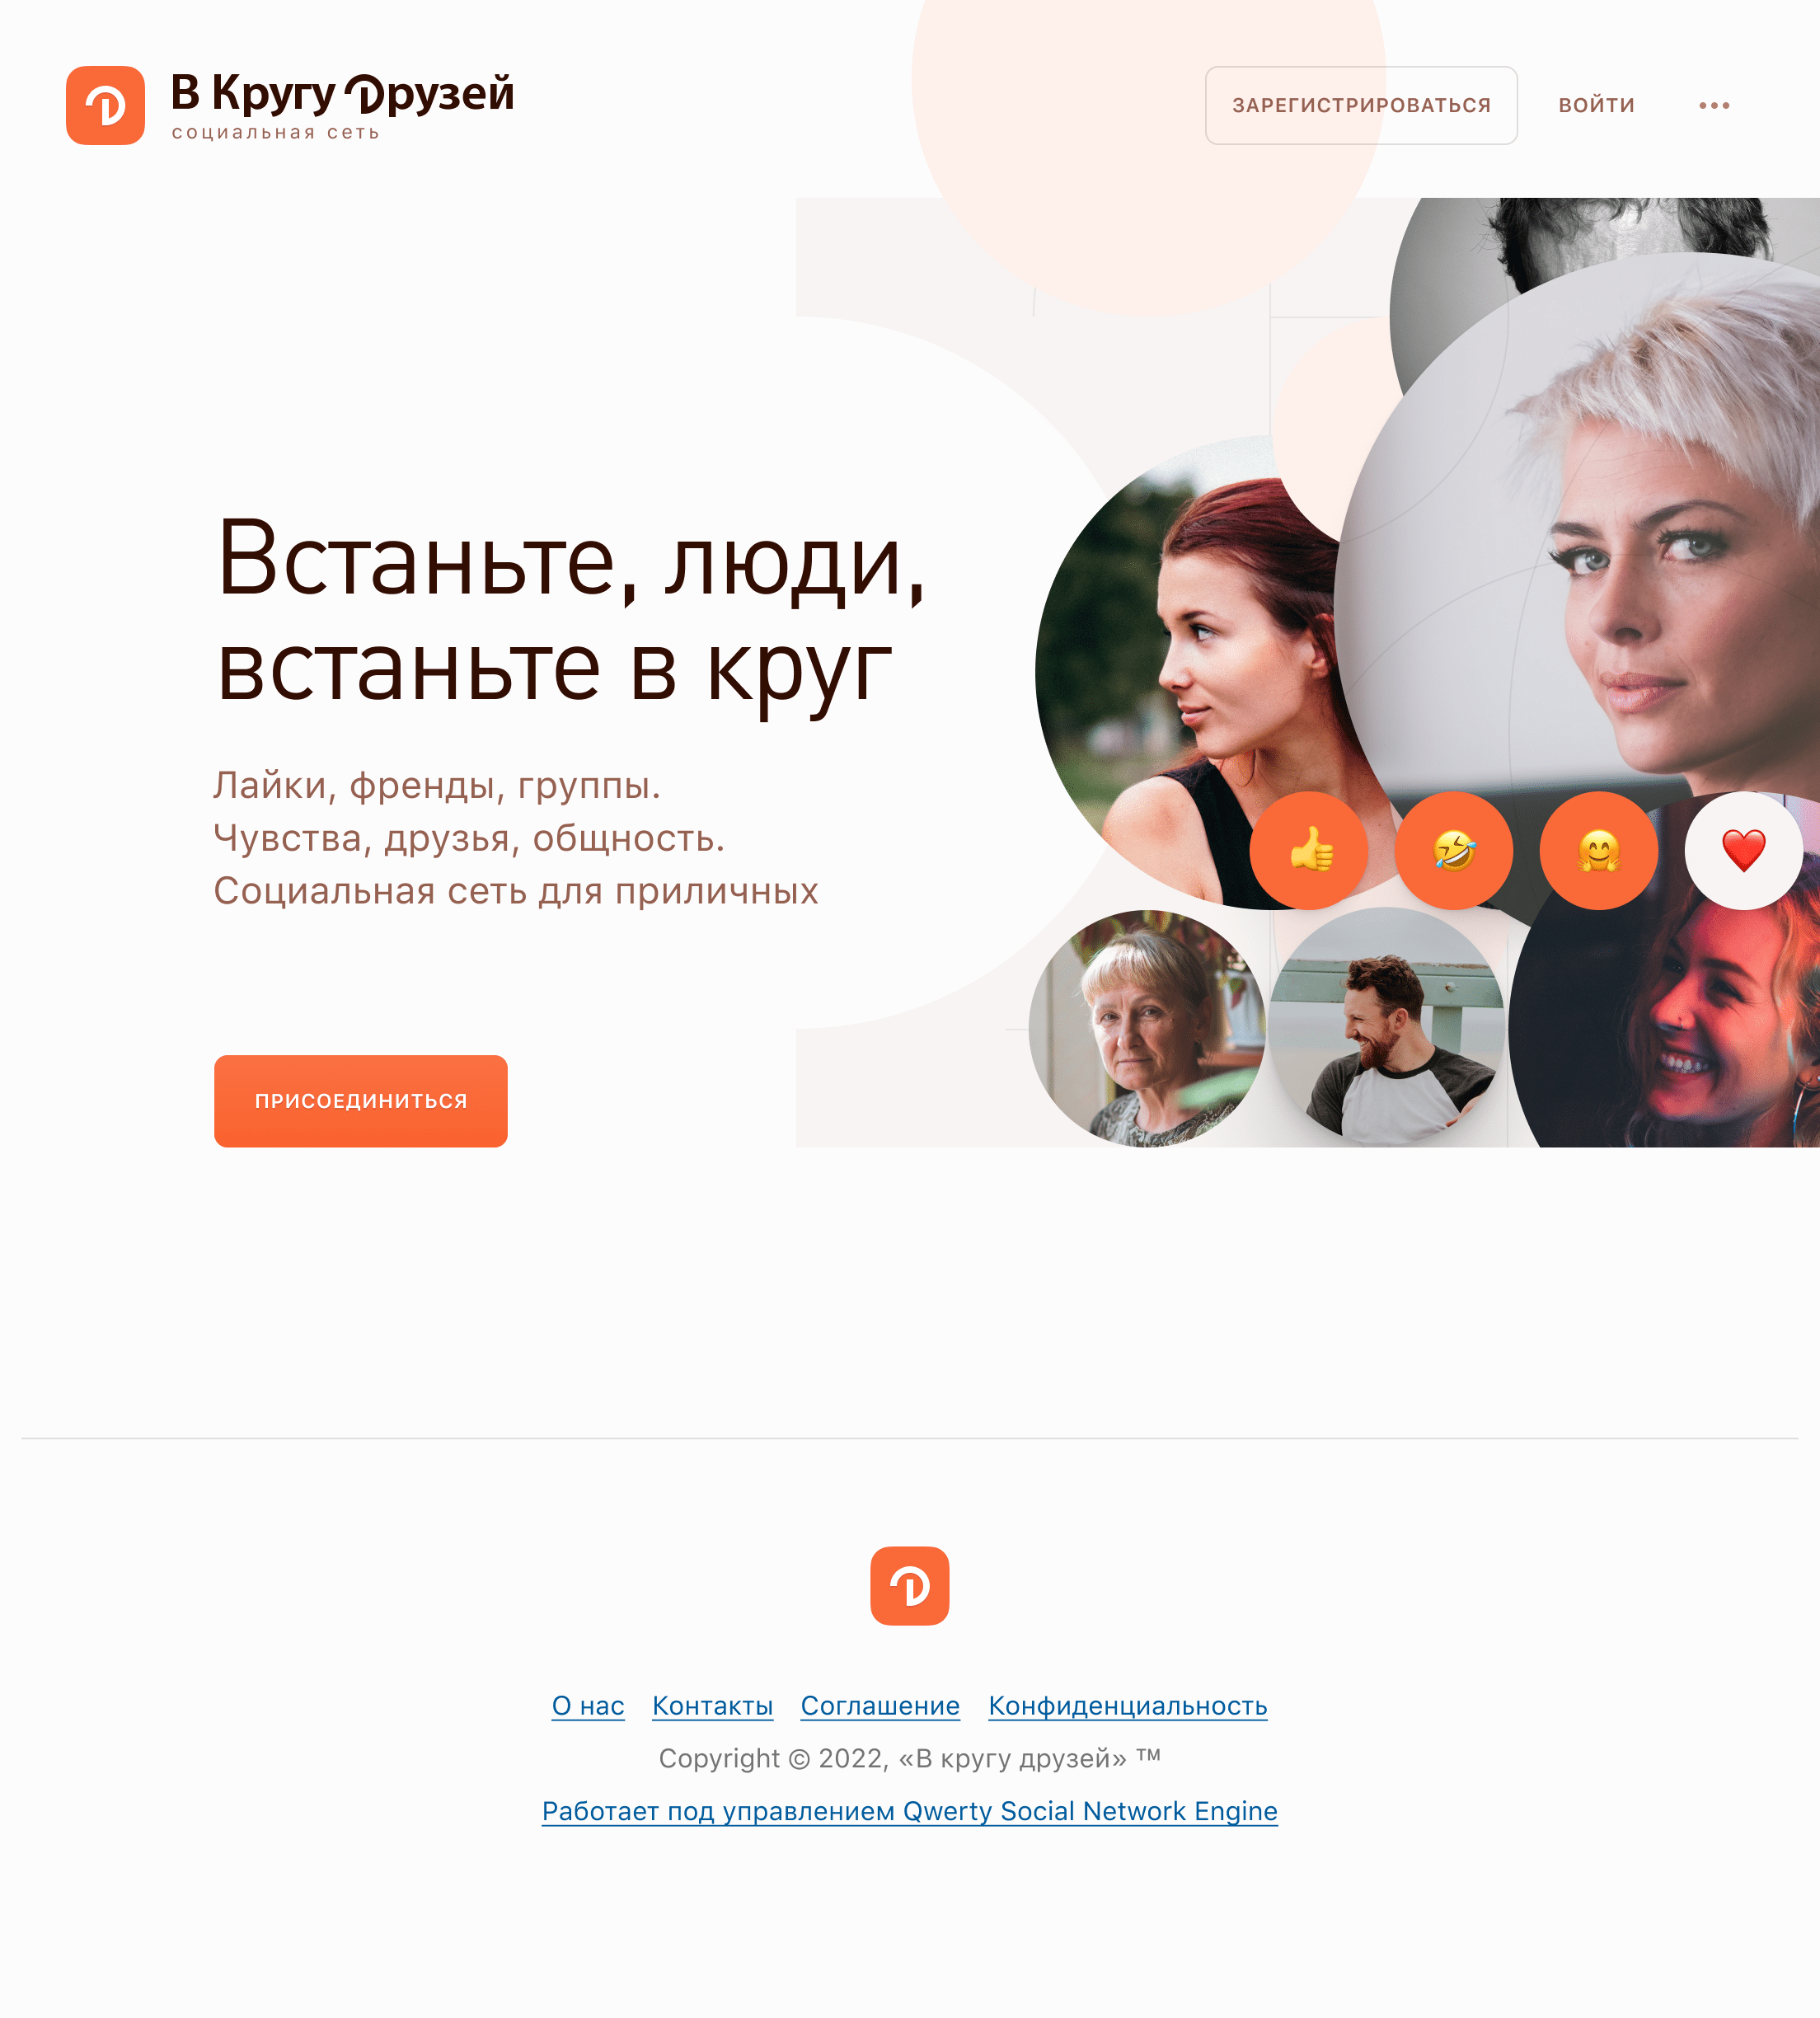 В Кругу Друзей
социальная сеть
ЗАРЕГИСТРИРОВАТЬСЯ
ВОЙТИ
Встаньте, люди,
встаньте в круг
Лайки, френды, группы.
Чувства, друзья, общность.
Социальная сеть для приличных
ПРИСОЕДИНИТЬСЯ
О нас Контакты Соглашение Конфиденциальность
Copyright © 2022, «В кругу друзей» ™
Работает под управлением Qwerty Social Network Engine